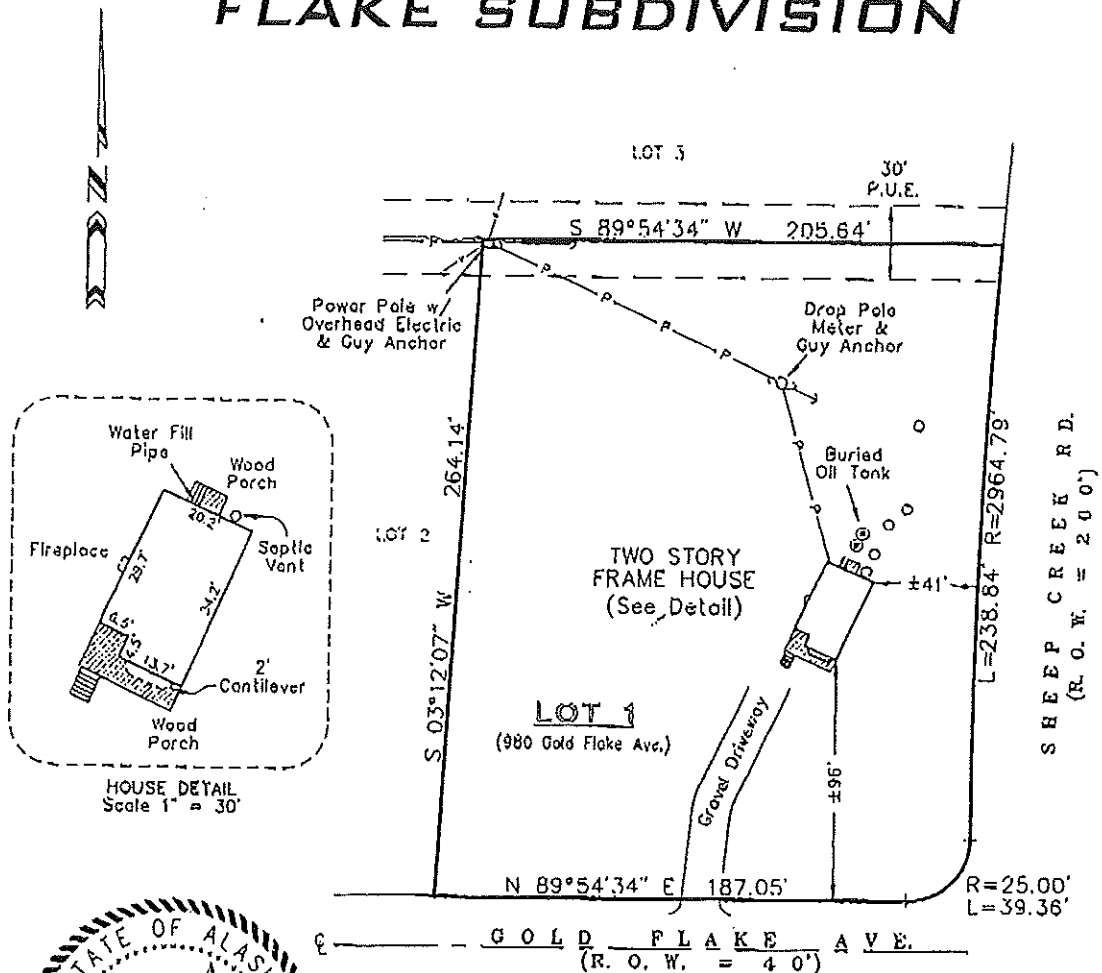 FLAKE SUBDIVISION
N
LOT 3
30'
P.U.E.
S 89°54'34" W 205.64'
P
Power Pole w/
Overhead Electric
& Guy Anchor
P
P
P
P
Drop Pole
Meter &
Guy Anchor
P
P
264.14'
S 03°12'07" W
LOT 2
Buried
Oil Tank
L=238.84' R=2964.79'
SHEEP CREEK RD.
(R.O.W. = 200')
TWO STORY
FRAME HOUSE
(See Detail)
±41'
Water Fill
Pipe
Wood
Porch
20.2'
Septic
Vent
Fireplace
29.7'
34.2'
6.5'
4.5'
13.7'
2'
Cantilever
Wood
Porch
HOUSE DETAIL
Scale 1" = 30'
LOT 1
(980 Gold Flake Ave.)
Gravel Driveway
±96'
N 89°54'34" E 187.05'
R=25.00'
L=39.36'
℄
GOLD FLAKE AVE.
(R.O.W. = 40')
STATE OF ALAS